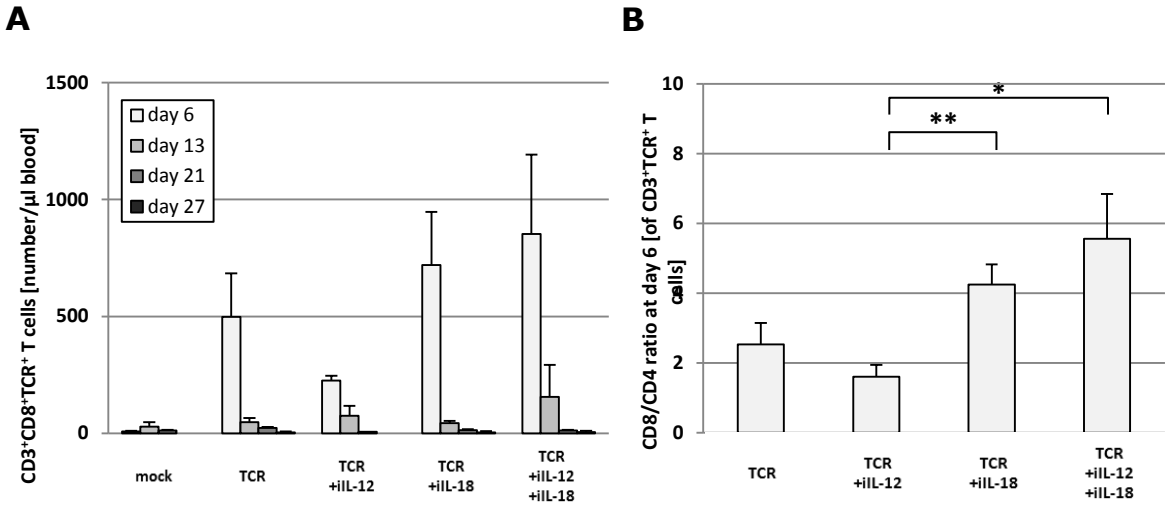 A
CD3⁺CD8⁺TCR⁺ T cells [number/µl blood]
1500
1000
500
0
day 6
day 13
day 21
day 27
mock
TCR
TCR
+iIL-12
TCR
+iIL-18
TCR
+iIL-12
+iIL-18
B
CD8/CD4 ratio at day 6 [of CD3⁺TCR⁺ T
cells]
10
8
6
4
2
0
*
**
TCR
TCR
+iIL-12
TCR
+iIL-18
TCR
+iIL-12
+iIL-18